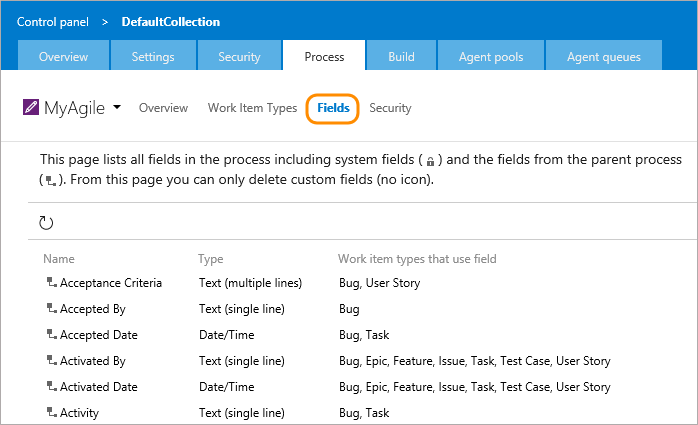 Control panel > DefaultCollection
Overview Settings Security Process Build Agent pools Agent queues
MyAgile Overview Work Item Types Fields Security
This page lists all fields in the process including system fields ( ) and the fields from the parent process
( ). From this page you can only delete custom fields (no icon).
Name Type Work item types that use field
Acceptance Criteria Text (multiple lines) Bug, User Story
Accepted By Text (single line) Bug
Accepted Date Date/Time Bug, Task
Activated By Text (single line) Bug, Epic, Feature, Issue, Task, Test Case, User Story
Activated Date Date/Time Bug, Epic, Feature, Issue, Task, Test Case, User Story
Activity Text (single line) Bug, Task